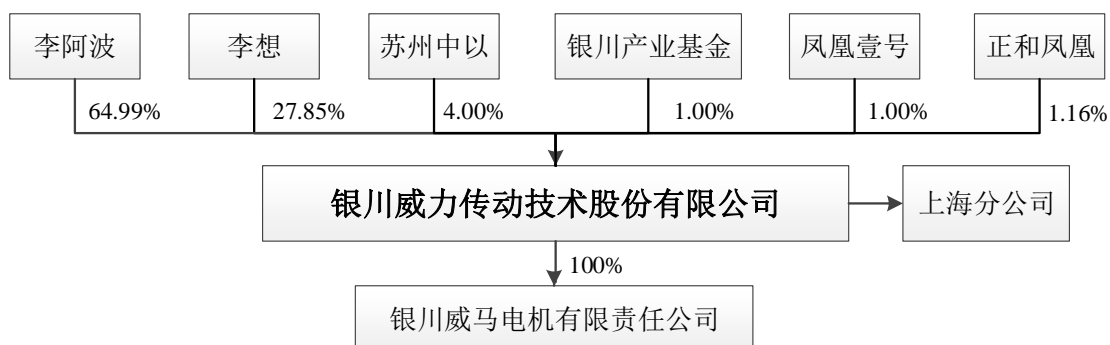 李阿波
李想
苏州中以
银川产业基金
凤凰壹号
正和凤凰
64.99%
27.85%
4.00%
1.00%
1.00%
1.16%
银川威力传动技术股份有限公司
上海分公司
100%
银川威马电机有限责任公司